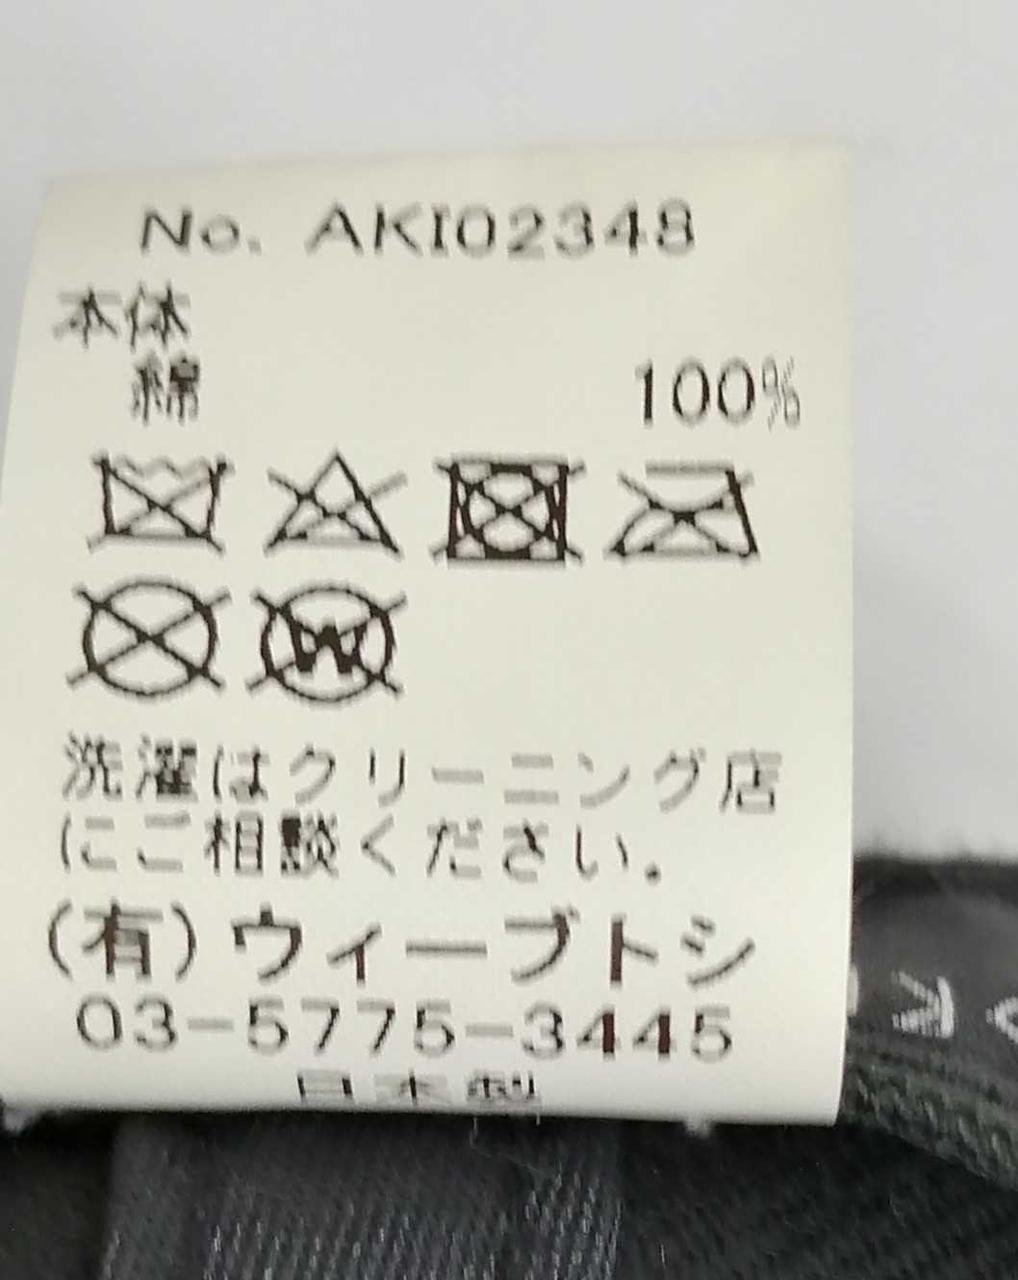 No. AKI02348
本体
綿 100%
W
洗濯はクリーニング店
にご相談ください。
(有)ウィーブトシ
03-5775-3445
日本製